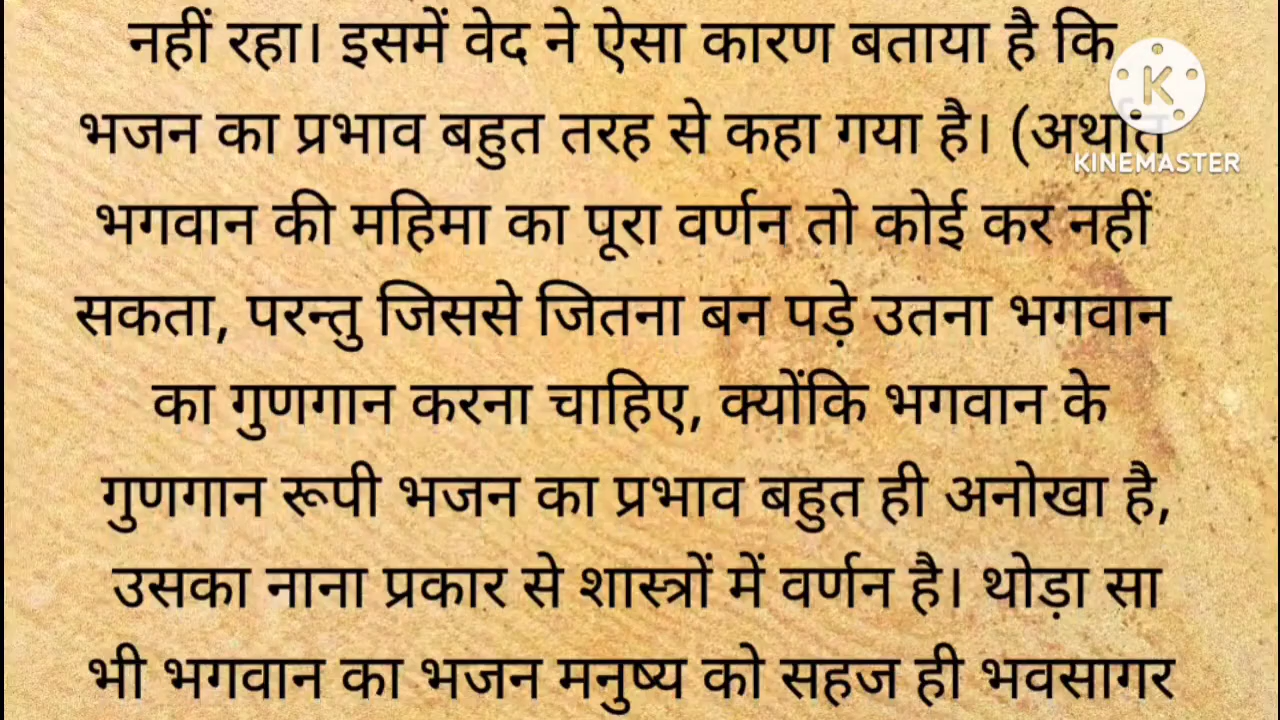 नहीं रहा। इसमें वेद ने ऐसा कारण बताया है कि
भजन का प्रभाव बहुत तरह से कहा गया है। (अर्थात
भगवान की महिमा का पूरा वर्णन तो कोई कर नहीं
सकता, परन्तु जिससे जितना बन पड़े उतना भगवान
का गुणगान करना चाहिए, क्योंकि भगवान के
गुणगान रूपी भजन का प्रभाव बहुत ही अनोखा है,
उसका नाना प्रकार से शास्त्रों में वर्णन है। थोड़ा सा
भी भगवान का भजन मनुष्य को सहज ही भवसागर
K
KINEMASTER